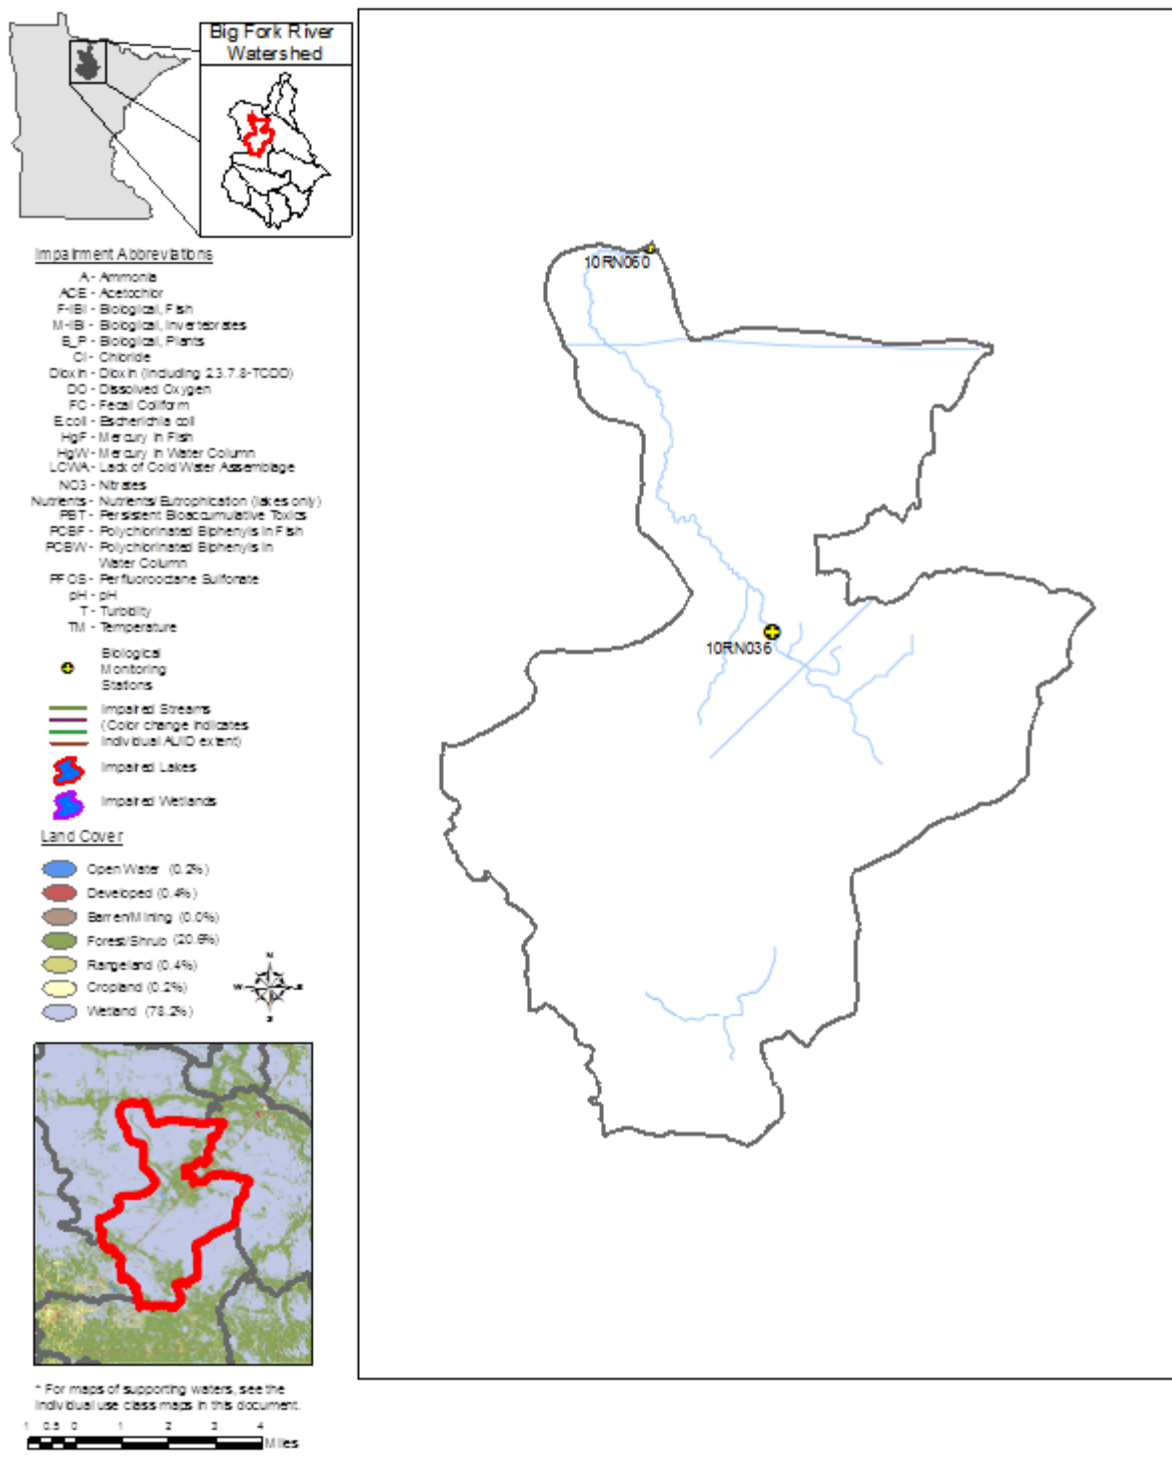 Big Fork River
Watershed
Impairment Abbreviations
A - Ammonia
ACE - Acetochlor
F-IBI - Biological, Fish
M-IBI - Biological, Invertebrates
B_P - Biological, Plants
Cl - Chloride
Dioxin - Dioxin (Including 2.3.7.8-TCDD)
DO - Dissolved Oxygen
FC - Fecal Coliform
E.coli - Escherichia coli
HgF - Mercury in Fish
HgW - Mercury in Water Column
LCWA - Lack of Cold Water Assemblage
NO3 - Nitrates
Nutrients - Nutrients/Eutrophication (lakes only)
PBT - Persistent Bioaccumulative Toxics
PCBF - Polychlorinated Biphenyls in Fish
PCBW - Polychlorinated Biphenyls in
Water Column
PFOS - Perfluorooctane Sulfonate
pH - pH
T - Turbidity
TM - Temperature
Biological
Monitoring
Stations
Impaired Streams
(Color change indicates
Individual AUID extent)
Impaired Lakes
Impaired Wetlands
Land Cover
Open Water (0.2%)
Developed (0.4%)
Barren/Mining (0.0%)
Forest/Shrub (20.6%)
Rangeland (0.4%)
Cropland (0.2%)
Wetland (78.2%)
N
W E
S
10RN060
10RN036
* For maps of supporting waters, see the
individual use class maps in this document.
1 0.5 0 1 2 3 4
Miles